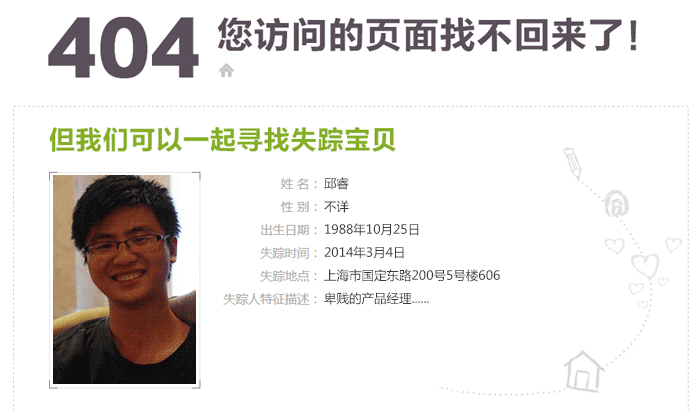 404 您访问的页面找不回来了!
但我们可以一起寻找失踪宝贝
姓 名： 邱睿
性 别： 不详
出生日期： 1988年10月25日
失踪时间： 2014年3月4日
失踪地点： 上海市国定东路200号5号楼606
失踪人特征描述： 卑贱的产品经理......